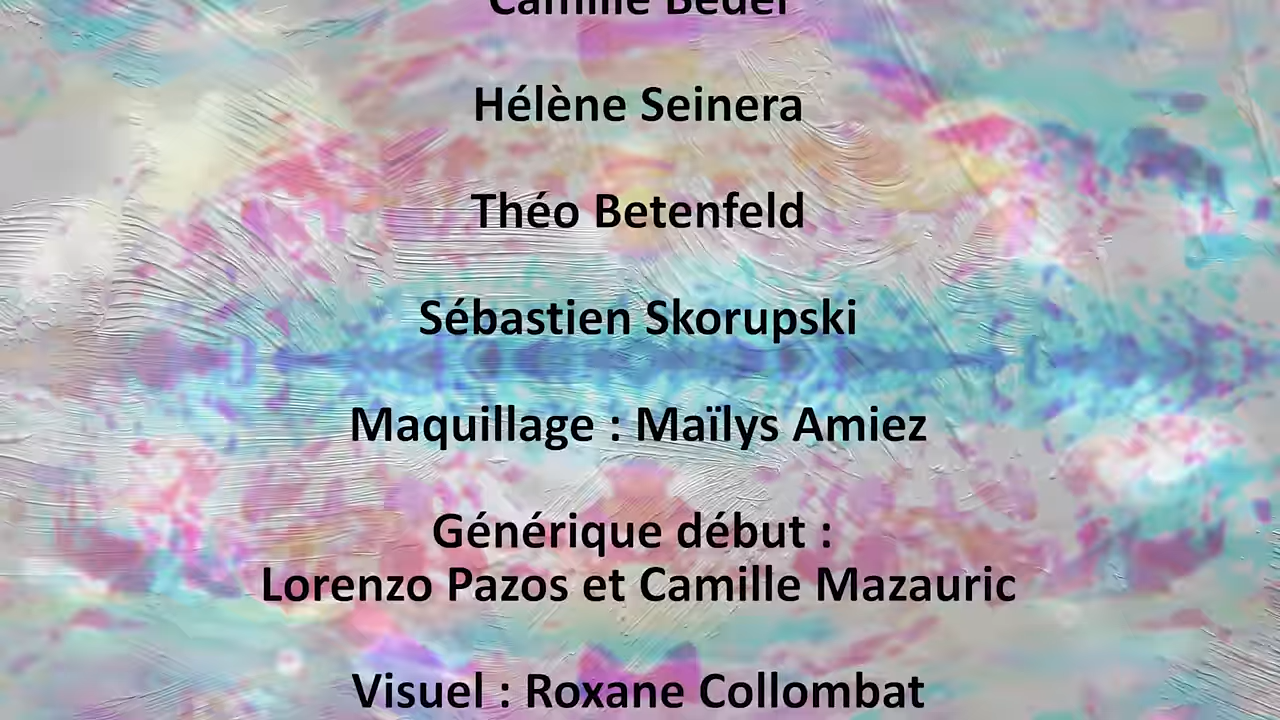 Camille
Hélène Seinera
Théo Betenfeld
Sébastien Skorupski
Maquillage : Maïlys Amiez
Générique début :
Lorenzo Pazos et Camille Mazauric
Visuel : Roxane Collombat